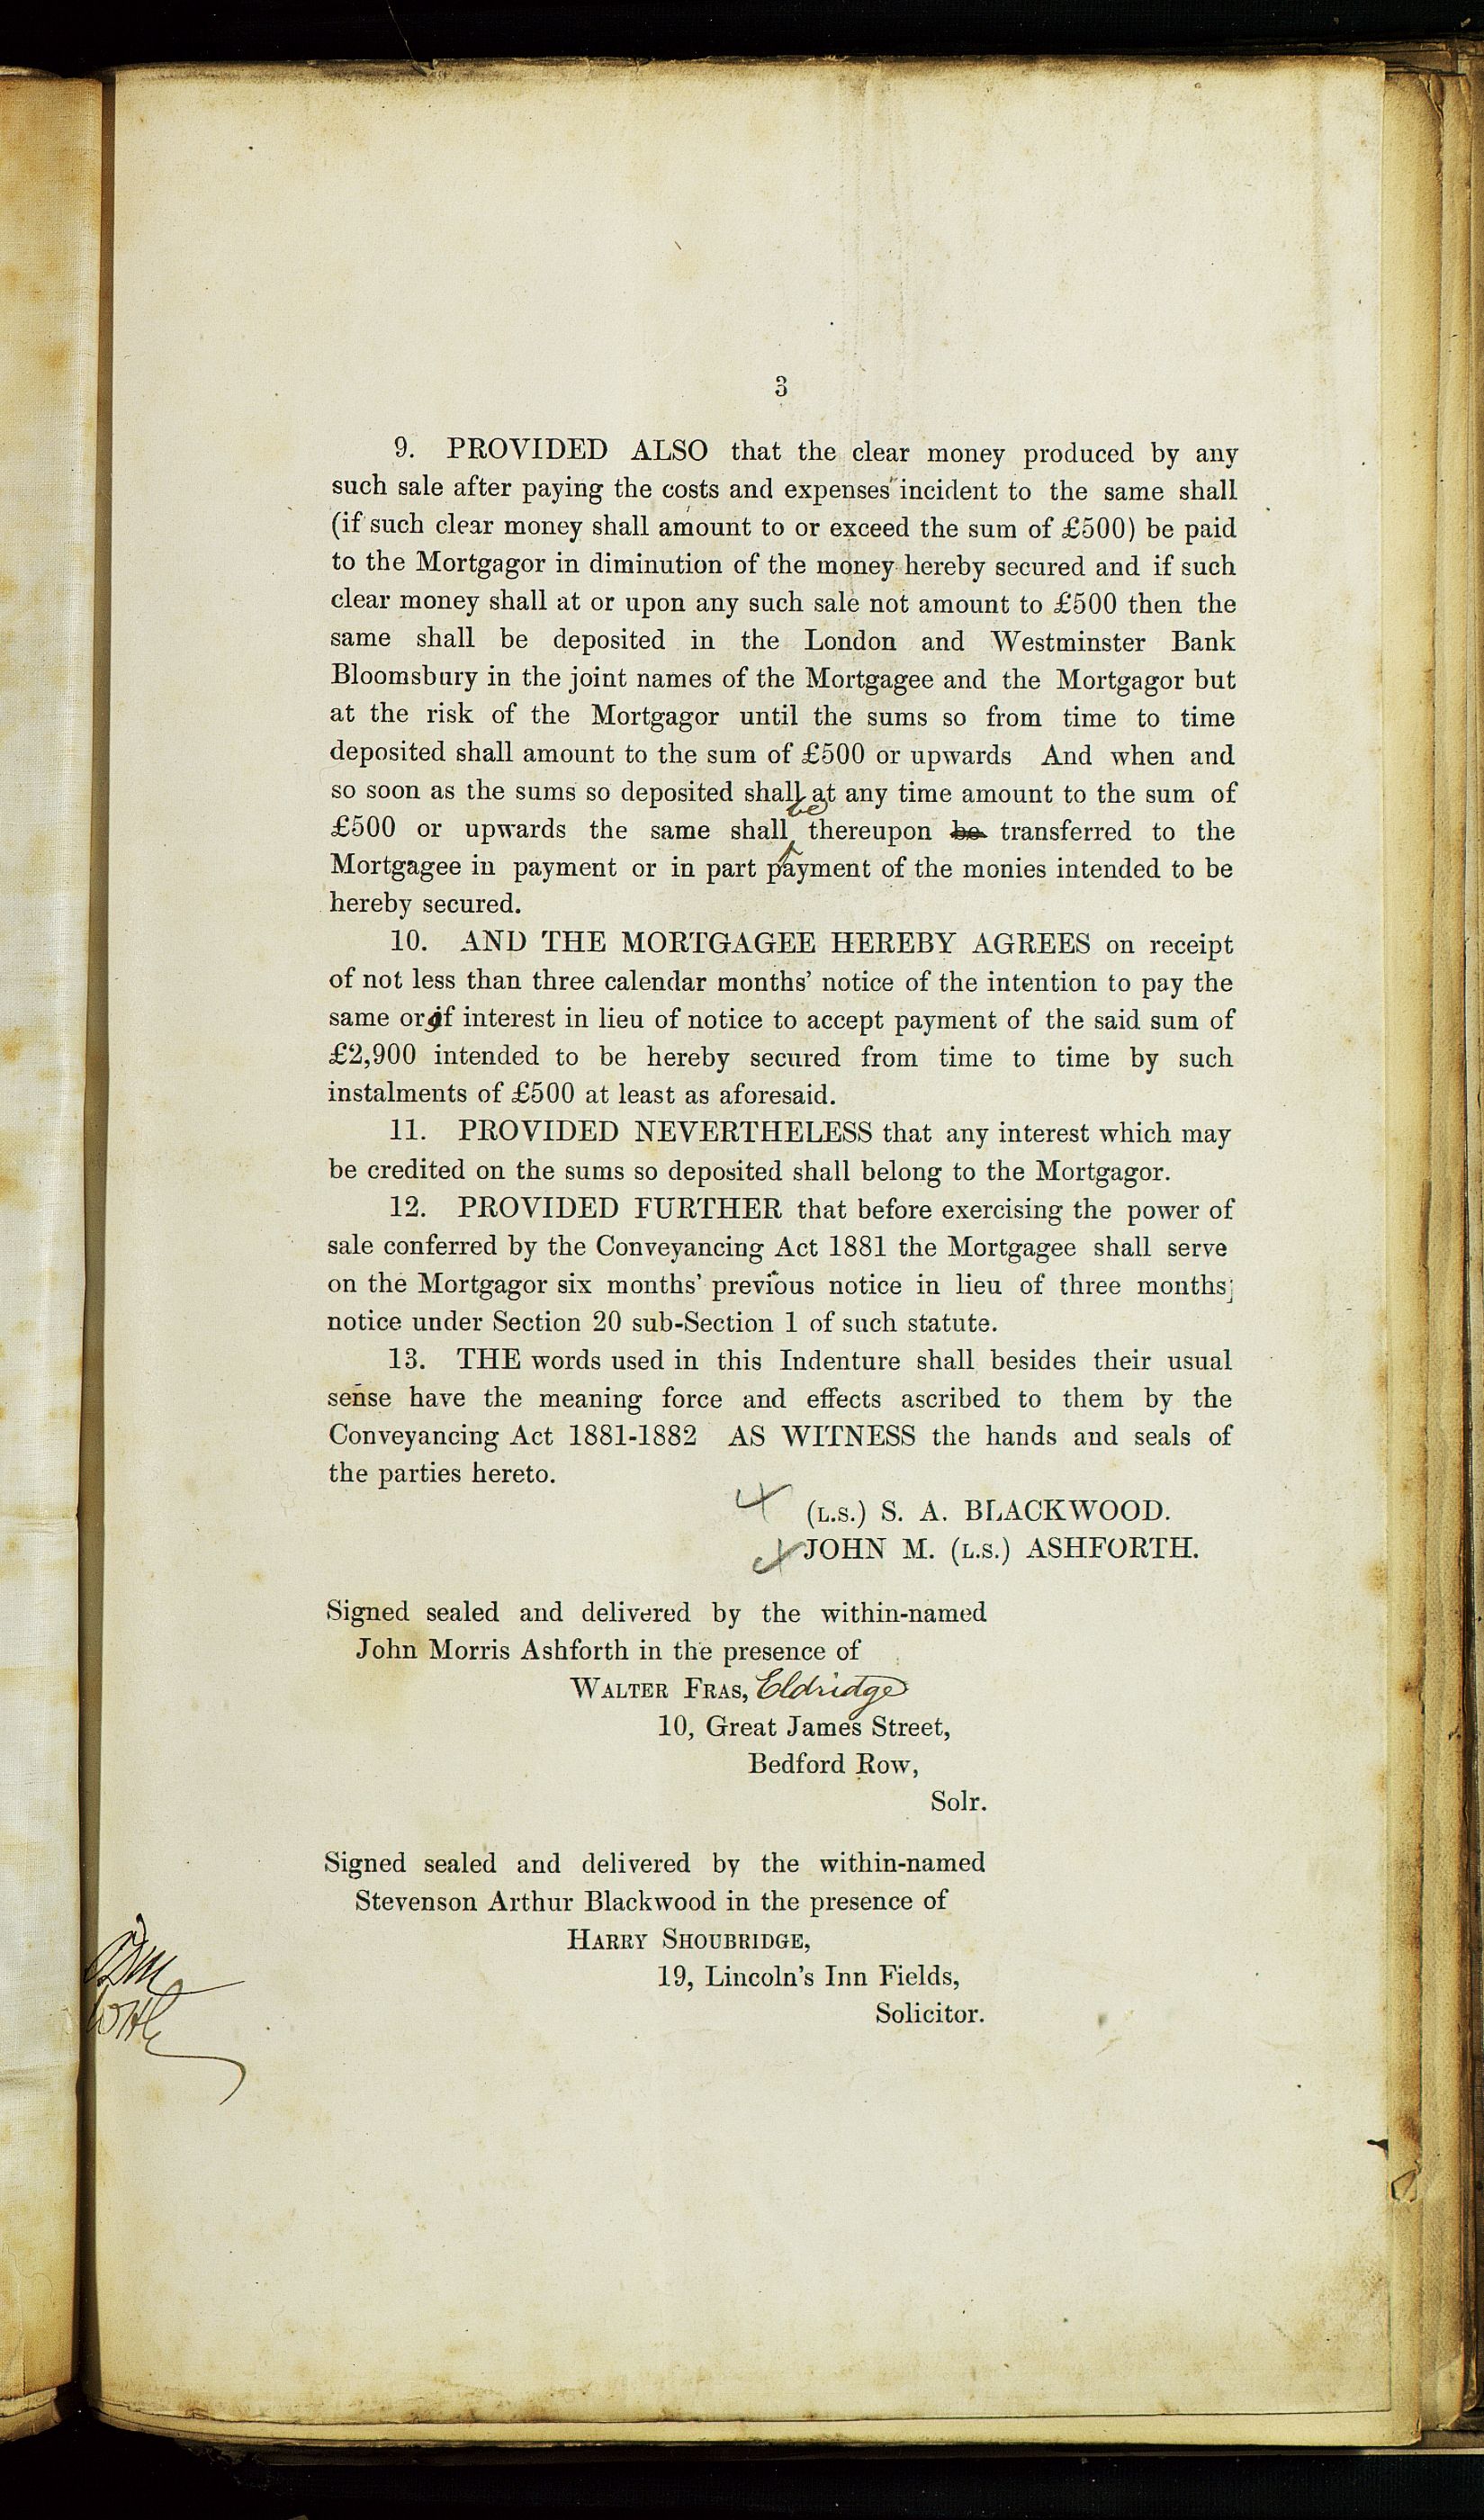 3
9. PROVIDED ALSO that the clear money produced by any
such sale after paying the costs and expenses incident to the same shall
(if such clear money shall amount to or exceed the sum of £500) be paid
to the Mortgagor in diminution of the money hereby secured and if such
clear money shall at or upon any such sale not amount to £500 then the
same shall be deposited in the London and Westminster Bank
Bloomsbury in the joint names of the Mortgagee and the Mortgagor but
at the risk of the Mortgagor until the sums so from time to time
deposited shall amount to the sum of £500 or upwards And when and
so soon as the sums so deposited shall at any time amount to the sum of
be
£500 or upwards the same shall thereupon be transferred to the
Mortgagee in payment or in part payment of the monies intended to be
hereby secured.
10. AND THE MORTGAGEE HEREBY AGREES on receipt
of not less than three calendar months' notice of the intention to pay the
same or of interest in lieu of notice to accept payment of the said sum of
£2,900 intended to be hereby secured from time to time by such
instalments of £500 at least as aforesaid.
11. PROVIDED NEVERTHELESS that any interest which may
be credited on the sums so deposited shall belong to the Mortgagor.
12. PROVIDED FURTHER that before exercising the power of
sale conferred by the Conveyancing Act 1881 the Mortgagee shall serve
on the Mortgagor six months' previous notice in lieu of three months;
notice under Section 20 sub-Section 1 of such statute.
13. THE words used in this Indenture shall besides their usual
sense have the meaning force and effects ascribed to them by the
Conveyancing Act 1881-1882 AS WITNESS the hands and seals of
the parties hereto.
(L.S.) S. A. BLACKWOOD.
JOHN M. (L.S.) ASHFORTH.
Signed sealed and delivered by the within-named
John Morris Ashforth in the presence of
WALTER FRAS, Eldridge
10, Great James Street,
Bedford Row,
Solr.
Signed sealed and delivered by the within-named
Stevenson Arthur Blackwood in the presence of
HARRY SHOUBRIDGE,
19, Lincoln's Inn Fields,
Solicitor.